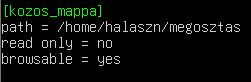 [kozos_mappa]
path = /home/halaszn/megosztas
read only = no
browsable = yes